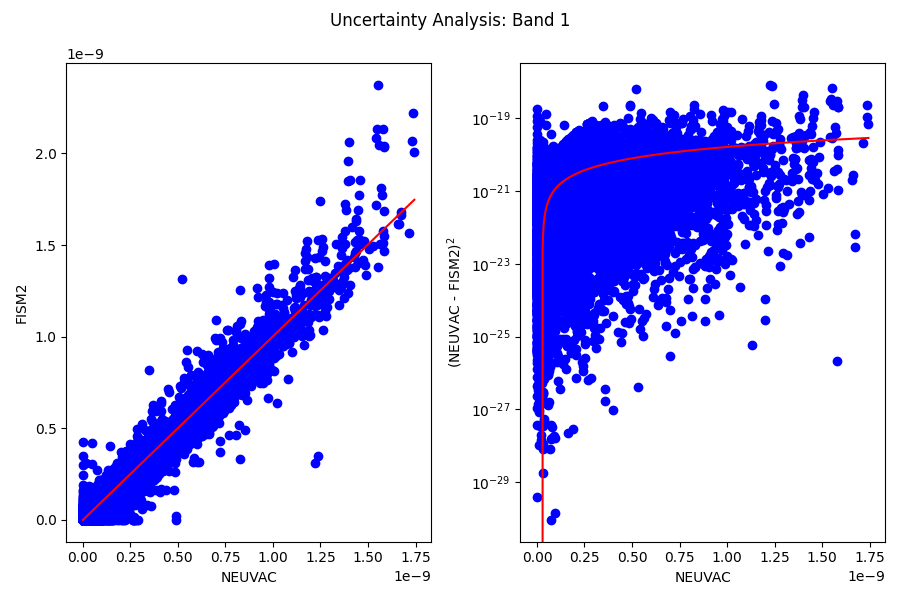 Uncertainty Analysis: Band 1
1e−9
2.0
1.5
1.0
0.5
0.0
FISM2
0.00 0.25 0.50 0.75 1.00 1.25 1.50 1.75
1e−9
NEUVAC
10⁻¹⁹
10⁻²¹
10⁻²³
10⁻²⁵
10⁻²⁷
10⁻²⁹
(NEUVAC - FISM2)²
0.00 0.25 0.50 0.75 1.00 1.25 1.50 1.75
1e−9
NEUVAC